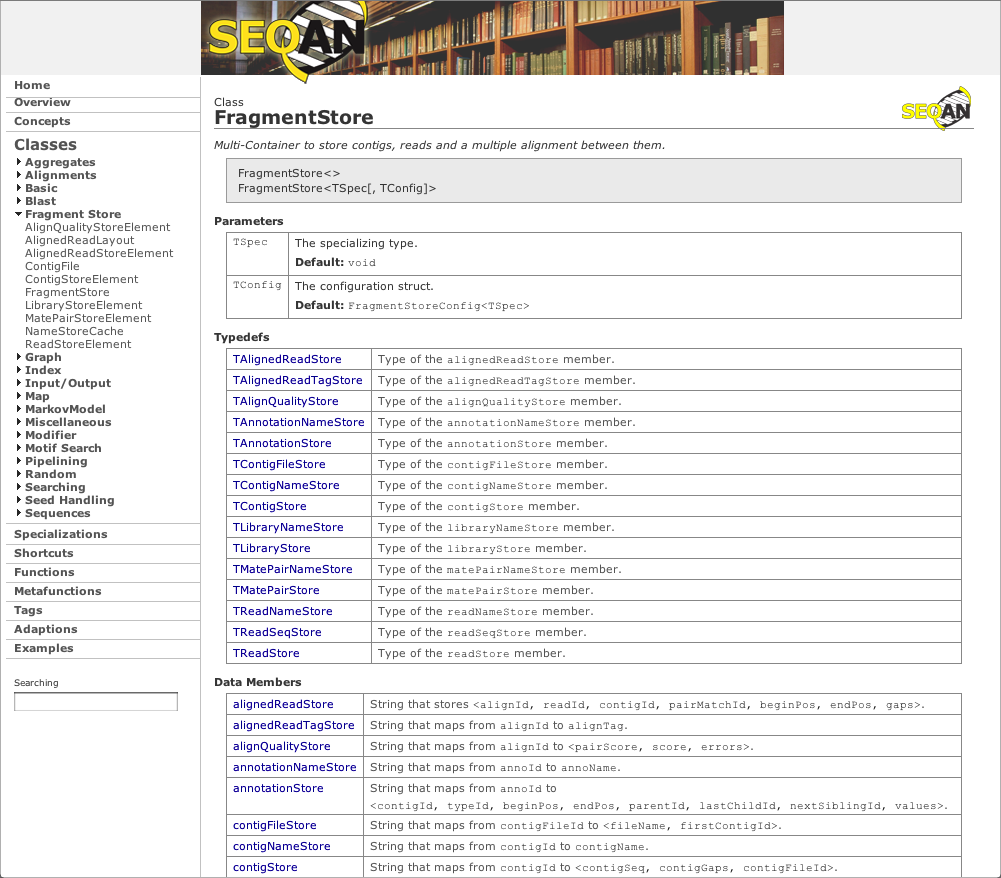 SEQAN
Home
Overview
Concepts
Classes
Aggregates
Alignments
Basic
Blast
Fragment Store
AlignQualityStoreElement
AlignedReadLayout
AlignedReadStoreElement
ContigFile
ContigStoreElement
FragmentStore
LibraryStoreElement
MatePairStoreElement
NameStoreCache
ReadStoreElement
Graph
Index
Input/Output
Map
MarkovModel
Miscellaneous
Modifier
Motif Search
Pipelining
Random
Searching
Seed Handling
Sequences
Specializations
Shortcuts
Functions
Metafunctions
Tags
Adaptions
Examples
Searching
Class
FragmentStore
SEQAN
Multi-Container to store contigs, reads and a multiple alignment between them.
FragmentStore<>
FragmentStore<TSpec[, TConfig]>
Parameters
TSpec The specializing type.
Default: void
TConfig The configuration struct.
Default: FragmentStoreConfig<TSpec>
Typedefs
TAlignedReadStore Type of the alignedReadStore member.
TAlignedReadTagStore Type of the alignedReadTagStore member.
TAlignQualityStore Type of the alignQualityStore member.
TAnnotationNameStore Type of the annotationNameStore member.
TAnnotationStore Type of the annotationStore member.
TContigFileStore Type of the contigFileStore member.
TContigNameStore Type of the contigNameStore member.
TContigStore Type of the contigStore member.
TLibraryNameStore Type of the libraryNameStore member.
TLibraryStore Type of the libraryStore member.
TMatePairNameStore Type of the matePairNameStore member.
TMatePairStore Type of the matePairStore member.
TReadNameStore Type of the readNameStore member.
TReadSeqStore Type of the readSeqStore member.
TReadStore Type of the readStore member.
Data Members
alignedReadStore String that stores <alignId, readId, contigId, pairMatchId, beginPos, endPos, gaps>.
alignedReadTagStore String that maps from alignId to alignTag.
alignQualityStore String that maps from alignId to <pairScore, score, errors>.
annotationNameStore String that maps from annoId to annoName.
annotationStore String that maps from annoId to
<contigId, typeId, beginPos, endPos, parentId, lastChildId, nextSiblingId, values>.
contigFileStore String that maps from contigFileId to <fileName, firstContigId>.
contigNameStore String that maps from contigId to contigName.
contigStore String that maps from contigId to <contigSeq, contigGaps, contigFileId>.